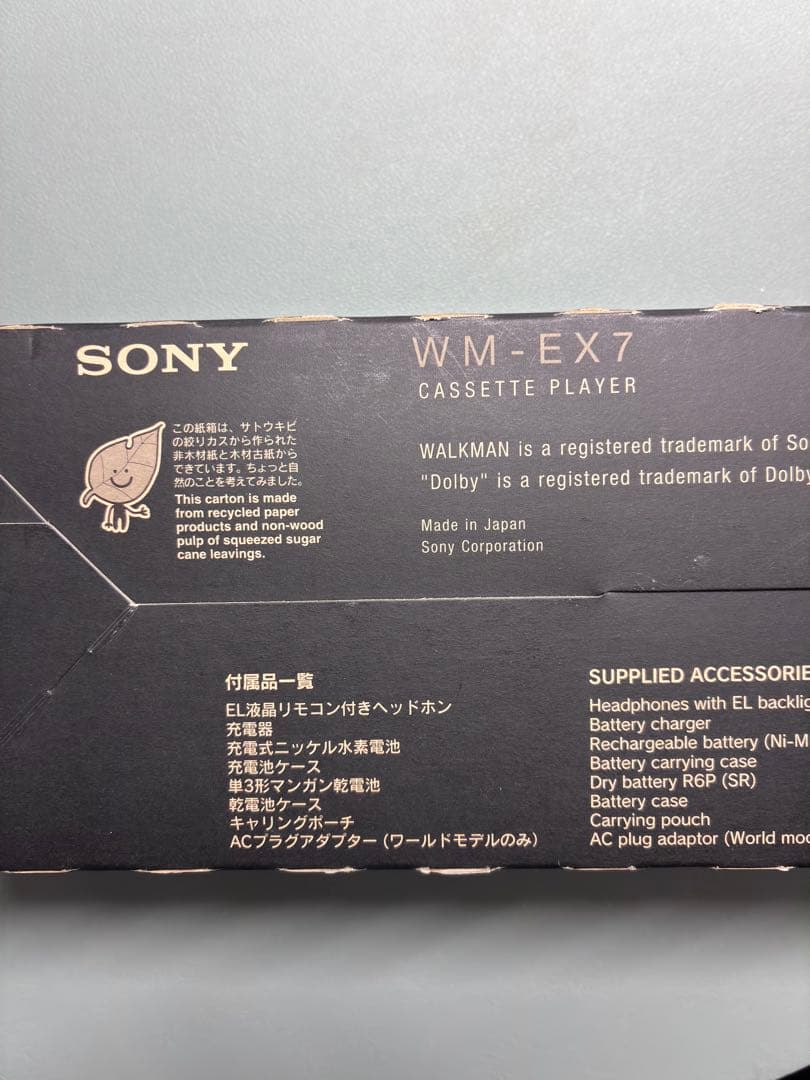 SONY
WM-EX7
CASSETTE PLAYER
この紙箱は、サトウキビ
の絞りカスから作られた
非木材紙と木材古紙から
できています。ちょっと自
然のことを考えてみました。
This carton is made
from recycled paper
products and non-wood
pulp of squeezed sugar
cane leavings.
WALKMAN is a registered trademark of So
"Dolby" is a registered trademark of Dolby
Made in Japan
Sony Corporation
付属品一覧
EL液晶リモコン付きヘッドホン
充電器
充電式ニッケル水素電池
充電池ケース
単3形マンガン乾電池
乾電池ケース
キャリングポーチ
ACプラグアダプター (ワールドモデルのみ)
SUPPLIED ACCESSORIE
Headphones with EL backlig
Battery charger
Rechargeable battery (Ni-M
Battery carrying case
Dry battery R6P (SR)
Battery case
Carrying pouch
AC plug adaptor (World mo